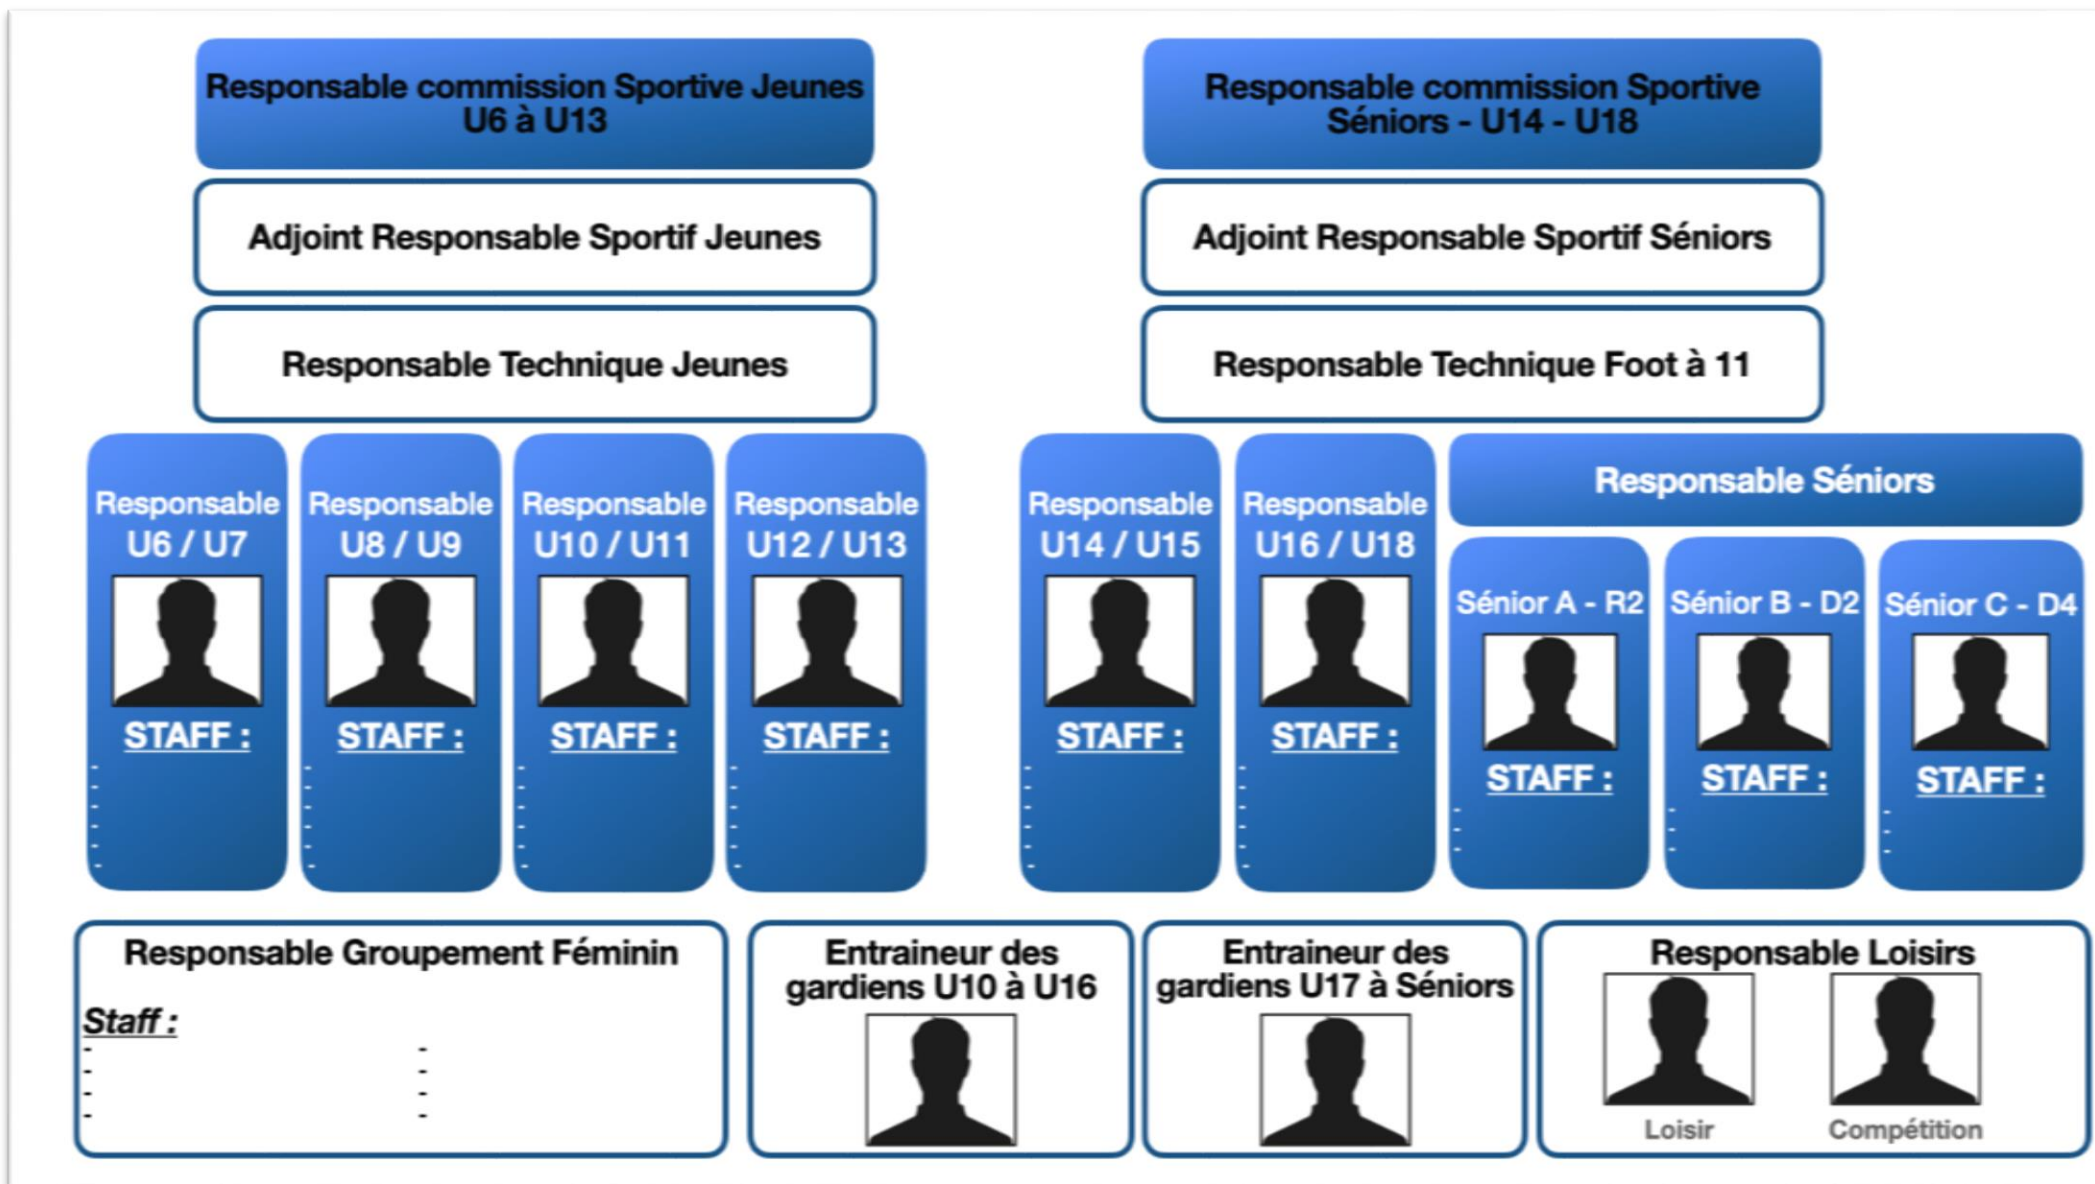 Responsable commission Sportive Jeunes
U6 à U13
Adjoint Responsable Sportif Jeunes
Responsable Technique Jeunes
Responsable commission Sportive
Séniors - U14 - U18
Adjoint Responsable Sportif Séniors
Responsable Technique Foot à 11
Responsable
U6 / U7
STAFF :
-
-
-
-
-
-
Responsable
U8 / U9
STAFF :
-
-
-
-
-
-
Responsable
U10 / U11
STAFF :
-
-
-
-
-
-
Responsable
U12 / U13
STAFF :
-
-
-
-
-
-
Responsable
U14 / U15
STAFF :
-
-
-
-
-
-
Responsable
U16 / U18
STAFF :
-
-
-
-
-
-
Responsable Séniors
Sénior A - R2
STAFF :
-
-
-
Sénior B - D2
STAFF :
-
-
-
Sénior C - D4
STAFF :
-
-
-
Responsable Groupement Féminin
Staff :
- -
- -
- -
- -
Entraineur des
gardiens U10 à U16
Entraineur des
gardiens U17 à Séniors
Responsable Loisirs
Loisir
Compétition